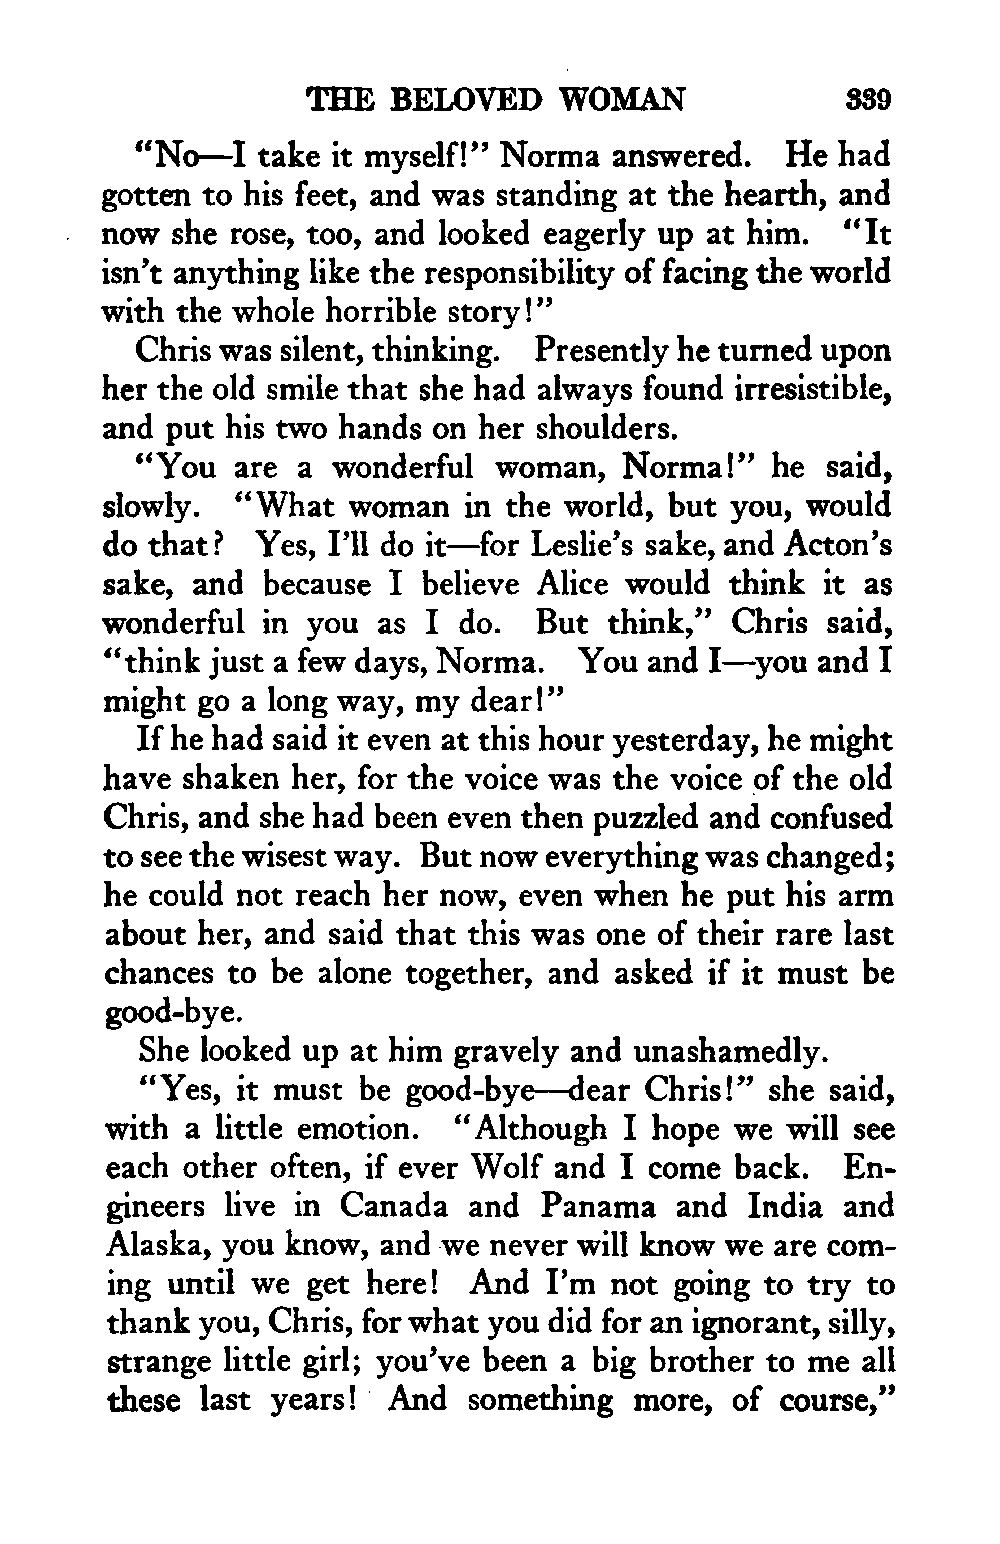 THE BELOVED WOMAN 339
"No—I take it myself!" Norma answered. He had
gotten to his feet, and was standing at the hearth, and
now she rose, too, and looked eagerly up at him. "It
isn't anything like the responsibility of facing the world
with the whole horrible story!"
Chris was silent, thinking. Presently he turned upon
her the old smile that she had always found irresistible,
and put his two hands on her shoulders.
"You are a wonderful woman, Norma!" he said,
slowly. "What woman in the world, but you, would
do that? Yes, I'll do it—for Leslie's sake, and Acton's
sake, and because I believe Alice would think it as
wonderful in you as I do. But think," Chris said,
"think just a few days, Norma. You and I—you and I
might go a long way, my dear!"
If he had said it even at this hour yesterday, he might
have shaken her, for the voice was the voice of the old
Chris, and she had been even then puzzled and confused
to see the wisest way. But now everything was changed;
he could not reach her now, even when he put his arm
about her, and said that this was one of their rare last
chances to be alone together, and asked if it must be
good-bye.
She looked up at him gravely and unashamedly.
"Yes, it must be good-bye—dear Chris!" she said,
with a little emotion. "Although I hope we will see
each other often, if ever Wolf and I come back. En-
gineers live in Canada and Panama and India and
Alaska, you know, and we never will know we are com-
ing until we get here! And I'm not going to try to
thank you, Chris, for what you did for an ignorant, silly,
strange little girl; you've been a big brother to me all
these last years! And something more, of course,"